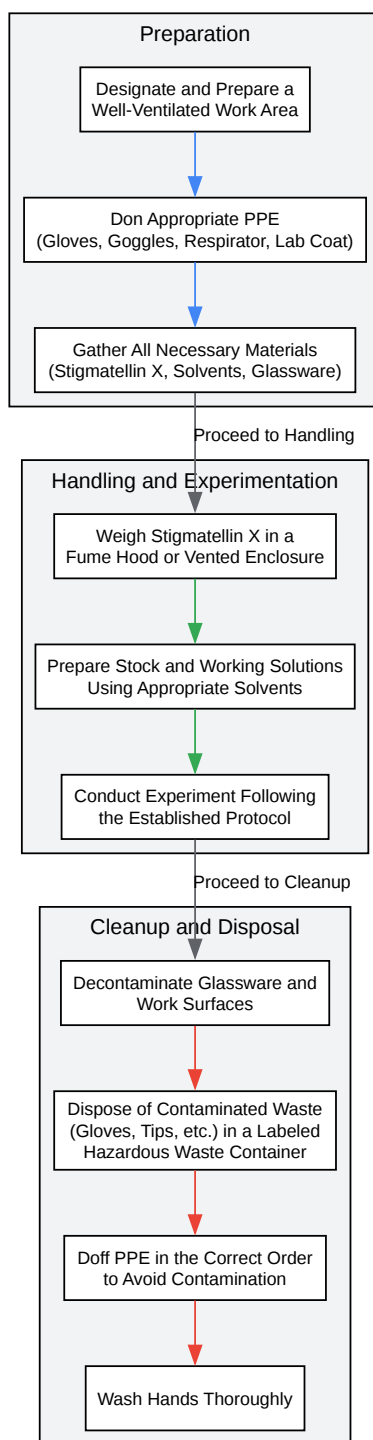 Preparation
Designate and Prepare a
Well-Ventilated Work Area
Don Appropriate PPE
(Gloves, Goggles, Respirator, Lab Coat)
Gather All Necessary Materials
(Stigmatellin X, Solvents, Glassware)
Proceed to Handling
Handling and Experimentation
Weigh Stigmatellin X in a
Fume Hood or Vented Enclosure
Prepare Stock and Working Solutions
Using Appropriate Solvents
Conduct Experiment Following
the Established Protocol
Proceed to Cleanup
Cleanup and Disposal
Decontaminate Glassware and
Work Surfaces
Dispose of Contaminated Waste
(Gloves, Tips, etc.) in a Labeled
Hazardous Waste Container
Doff PPE in the Correct Order
to Avoid Contamination
Wash Hands Thoroughly